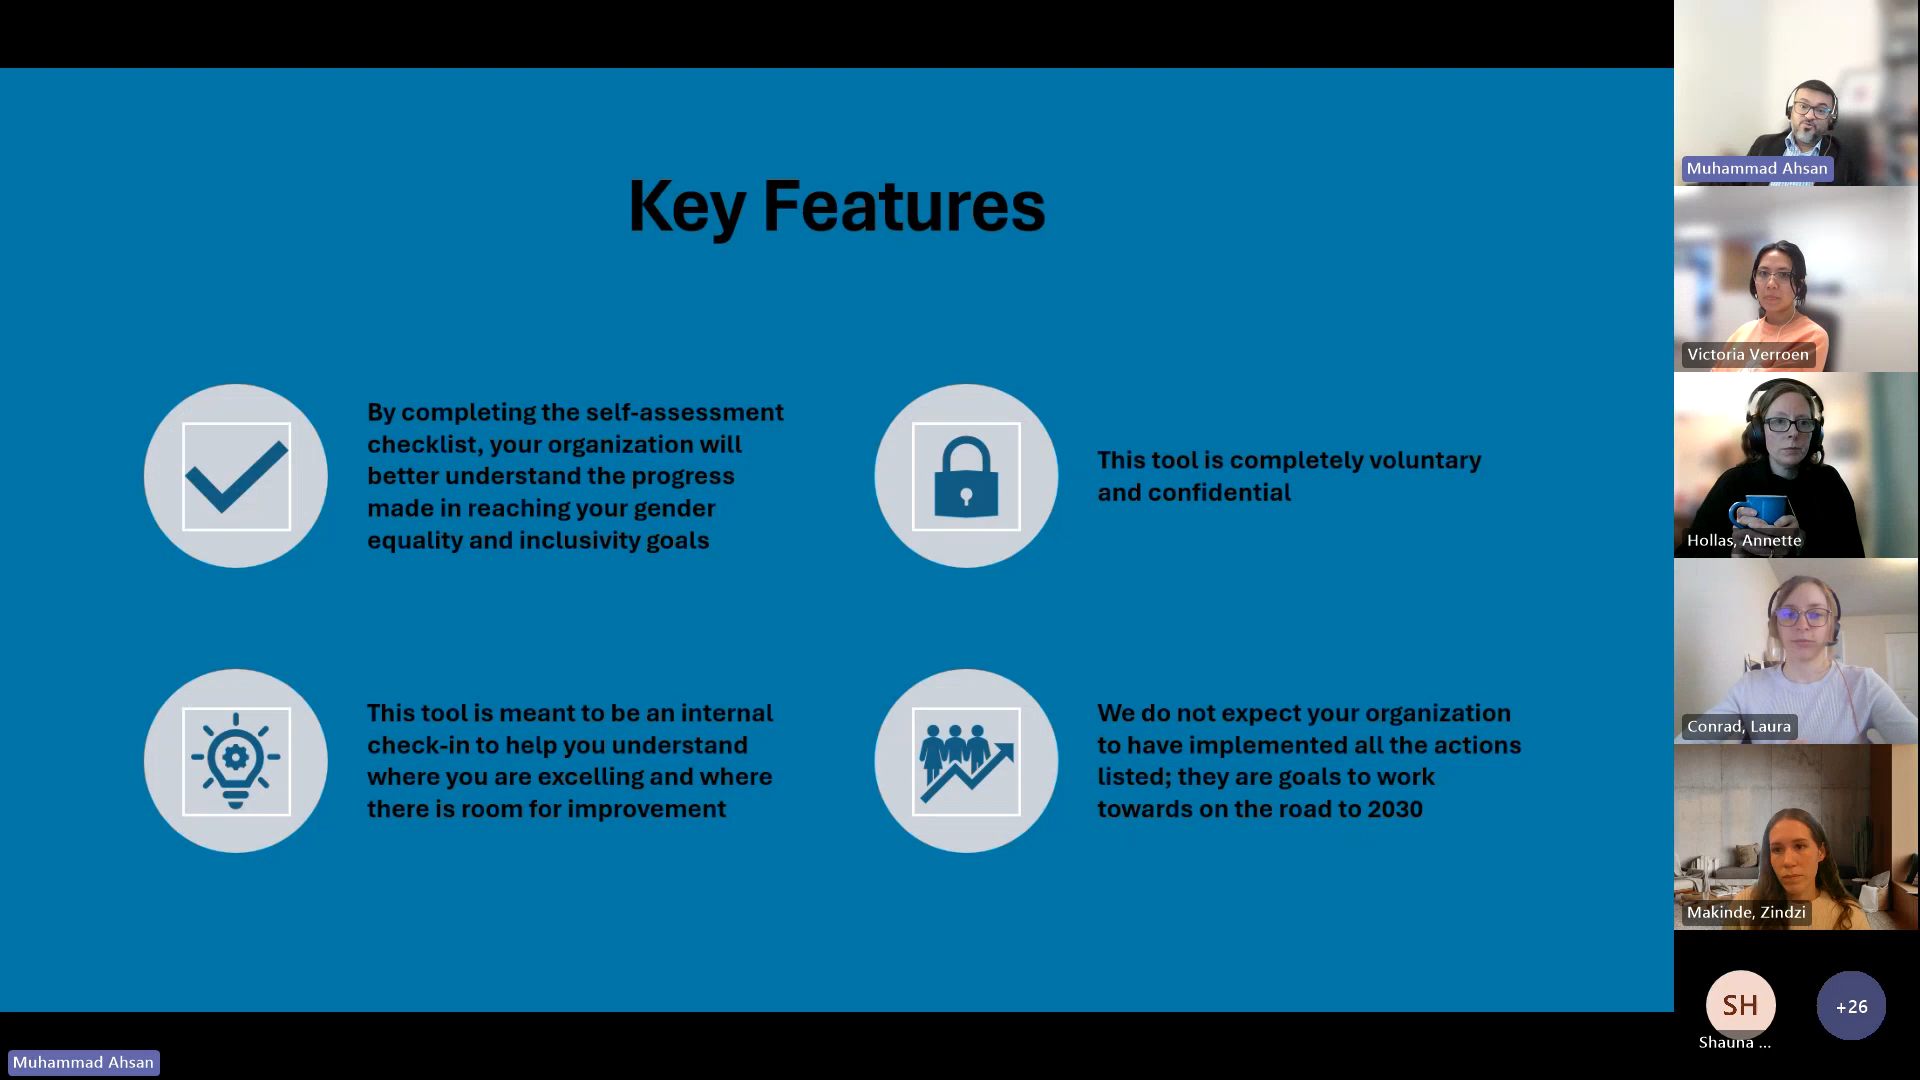 Key Features
By completing the self-assessment
checklist, your organization will
better understand the progress
made in reaching your gender
equality and inclusivity goals
This tool is completely voluntary
and confidential
This tool is meant to be an internal
check-in to help you understand
where you are excelling and where
there is room for improvement
We do not expect your organization
to have implemented all the actions
listed; they are goals to work
towards on the road to 2030
Muhammad Ahsan
Victoria Verroen
Hollas, Annette
Conrad, Laura
Makinde, Zindzi
SH
Shauna ...
+26
Muhammad Ahsan